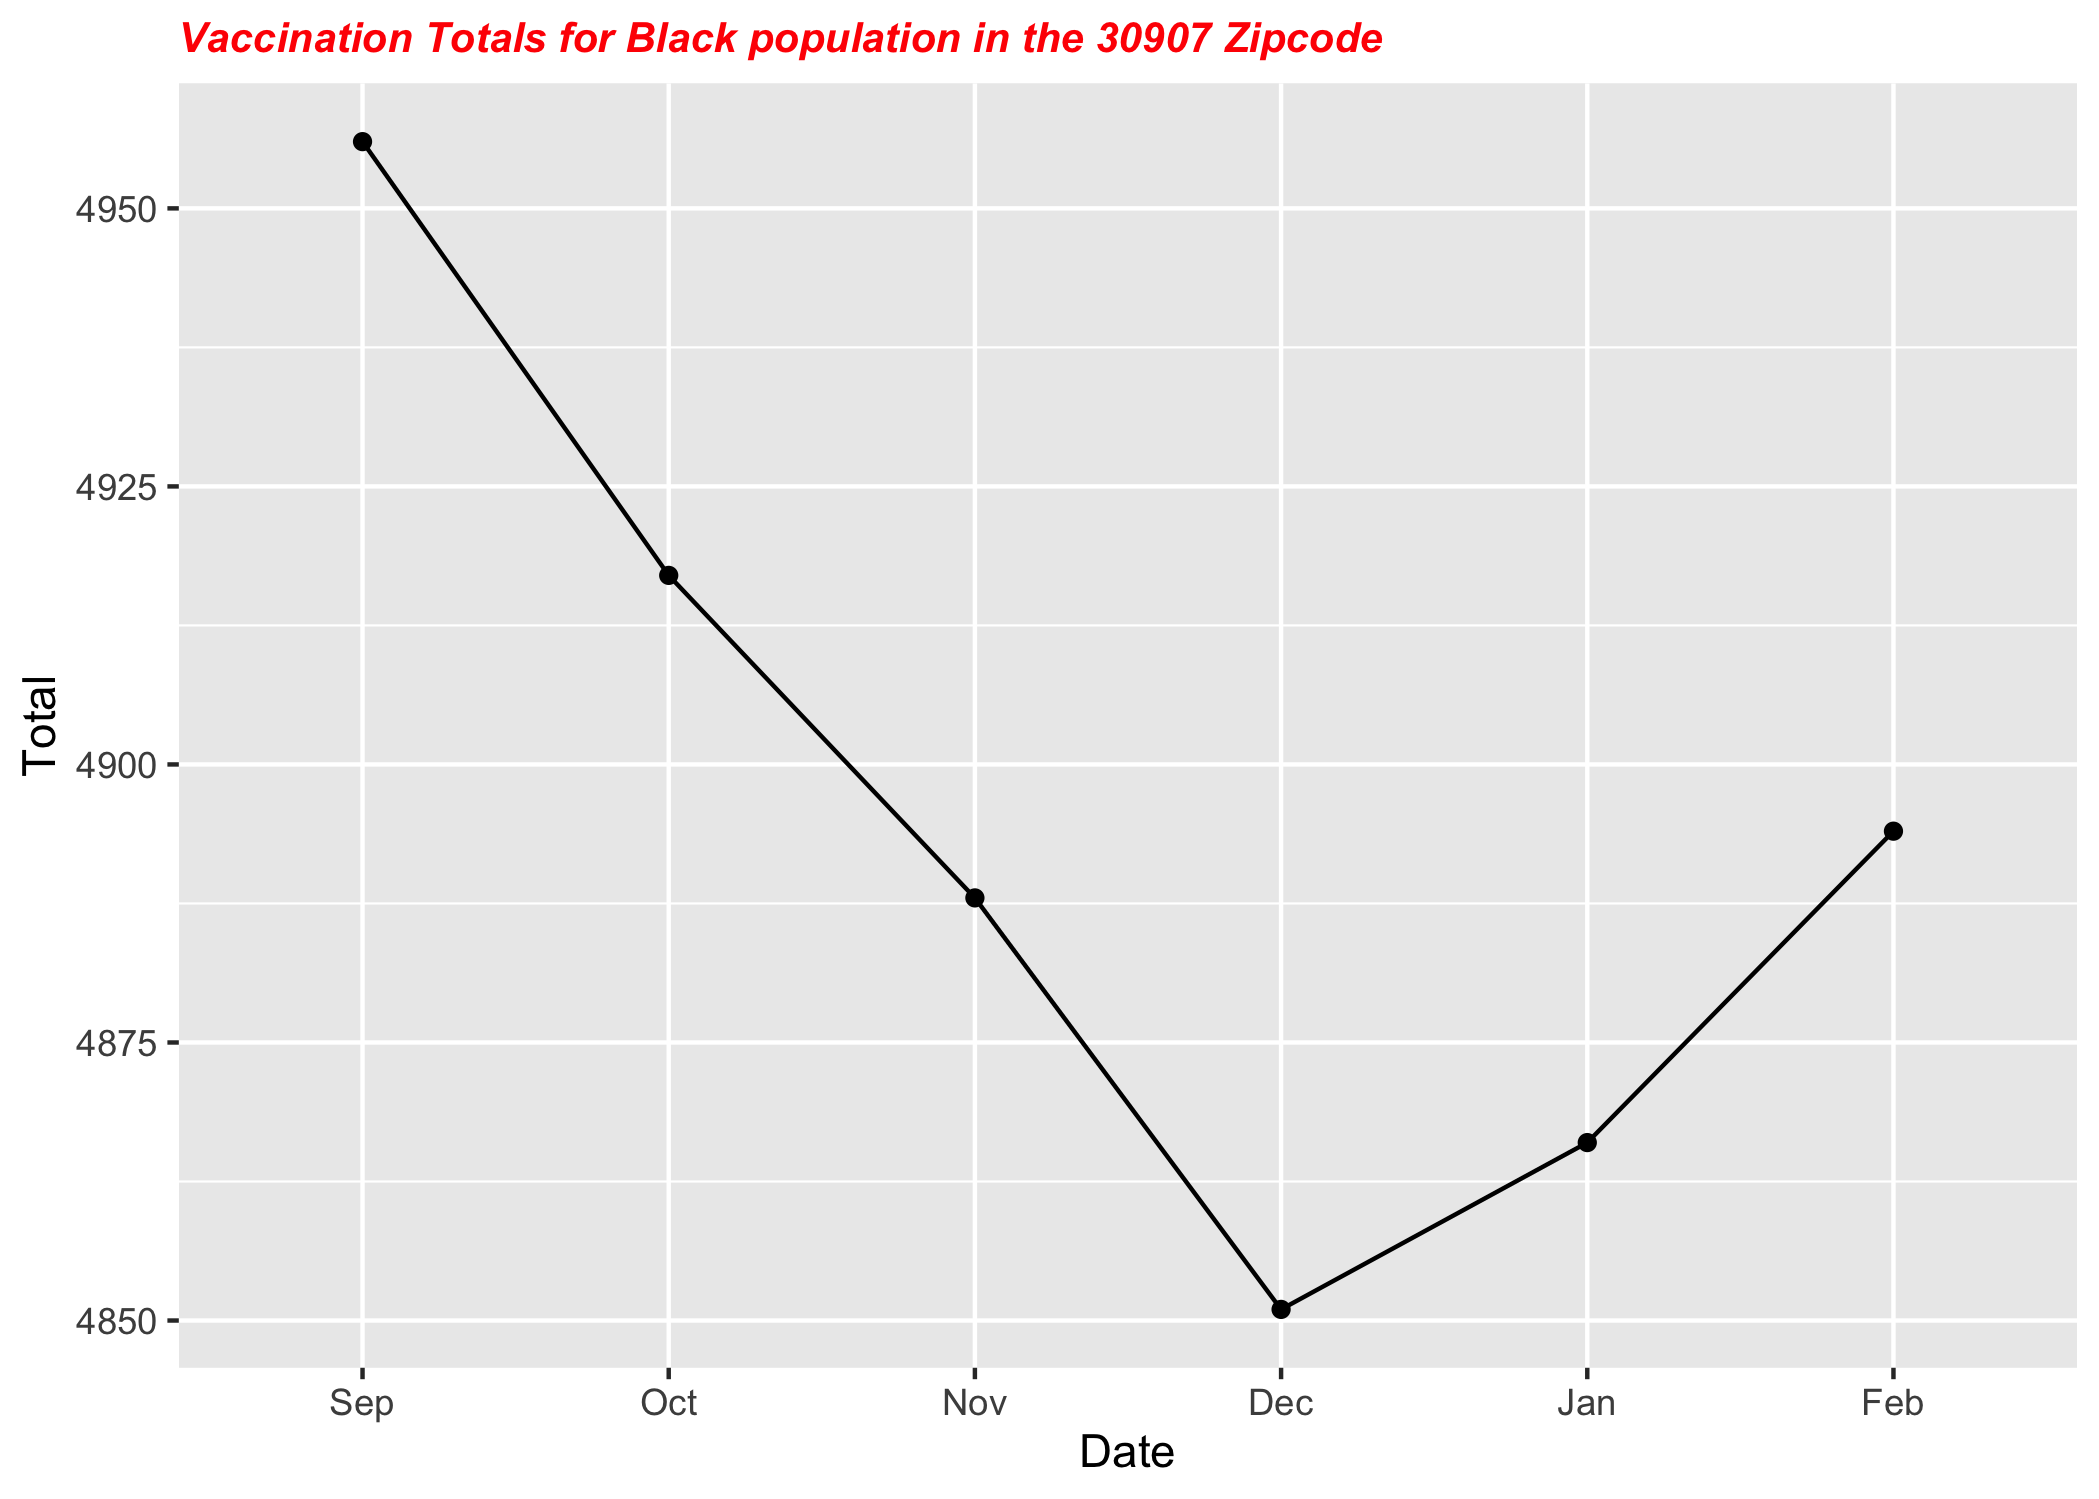 Vaccination Totals for Black population in the 30907 Zipcode
4950
4925
4900
4875
4850
Total
Sep Oct Nov Dec Jan Feb
Date